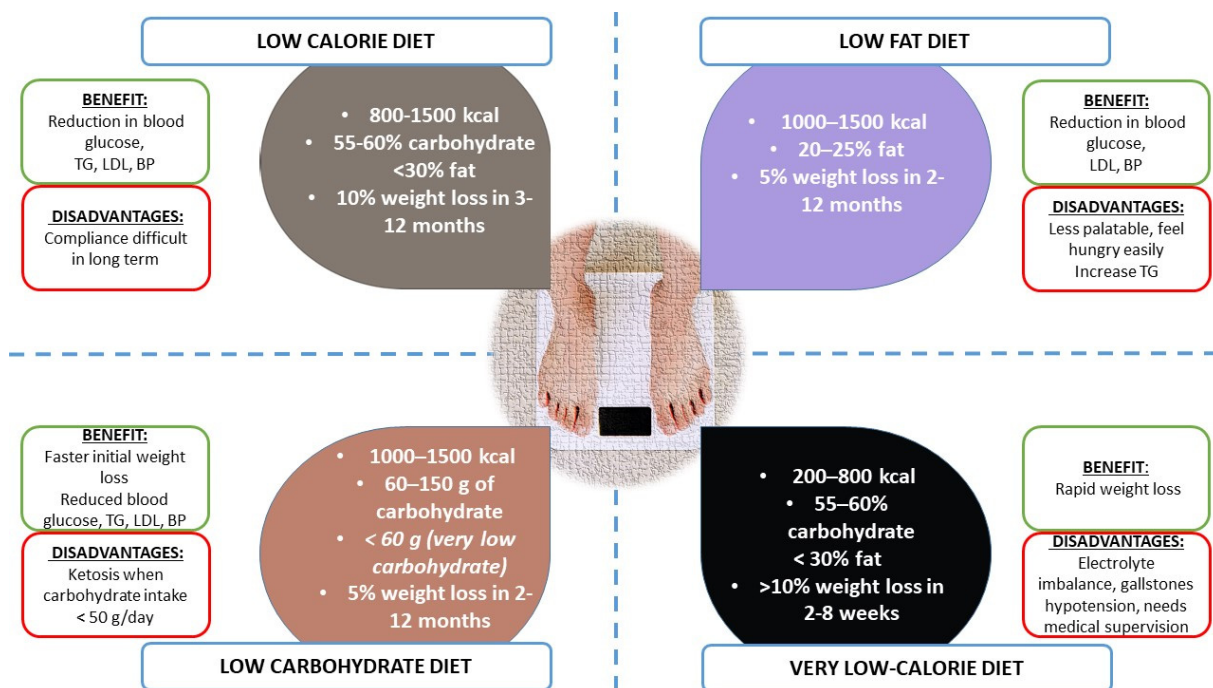 LOW CALORIE DIET
BENEFIT:
Reduction in blood
glucose,
TG, LDL, BP
DISADVANTAGES:
Compliance difficult
in long term
• 800-1500 kcal
• 55-60% carbohydrate
<30% fat
• 10% weight loss in 3-
12 months
LOW FAT DIET
• 1000–1500 kcal
• 20–25% fat
• 5% weight loss in 2-
12 months
BENEFIT:
Reduction in blood
glucose,
LDL, BP
DISADVANTAGES:
Less palatable, feel
hungry easily
Increase TG
BENEFIT:
Faster initial weight
loss
Reduced blood
glucose, TG, LDL, BP
DISADVANTAGES:
Ketosis when
carbohydrate intake
< 50 g/day
• 1000–1500 kcal
• 60–150 g of
carbohydrate
• < 60 g (very low
carbohydrate)
• 5% weight loss in 2-
12 months
LOW CARBOHYDRATE DIET
• 200–800 kcal
• 55–60%
carbohydrate
< 30% fat
• >10% weight loss in
2-8 weeks
BENEFIT:
Rapid weight loss
DISADVANTAGES:
Electrolyte
imbalance, gallstones
hypotension, needs
medical supervision
VERY LOW-CALORIE DIET